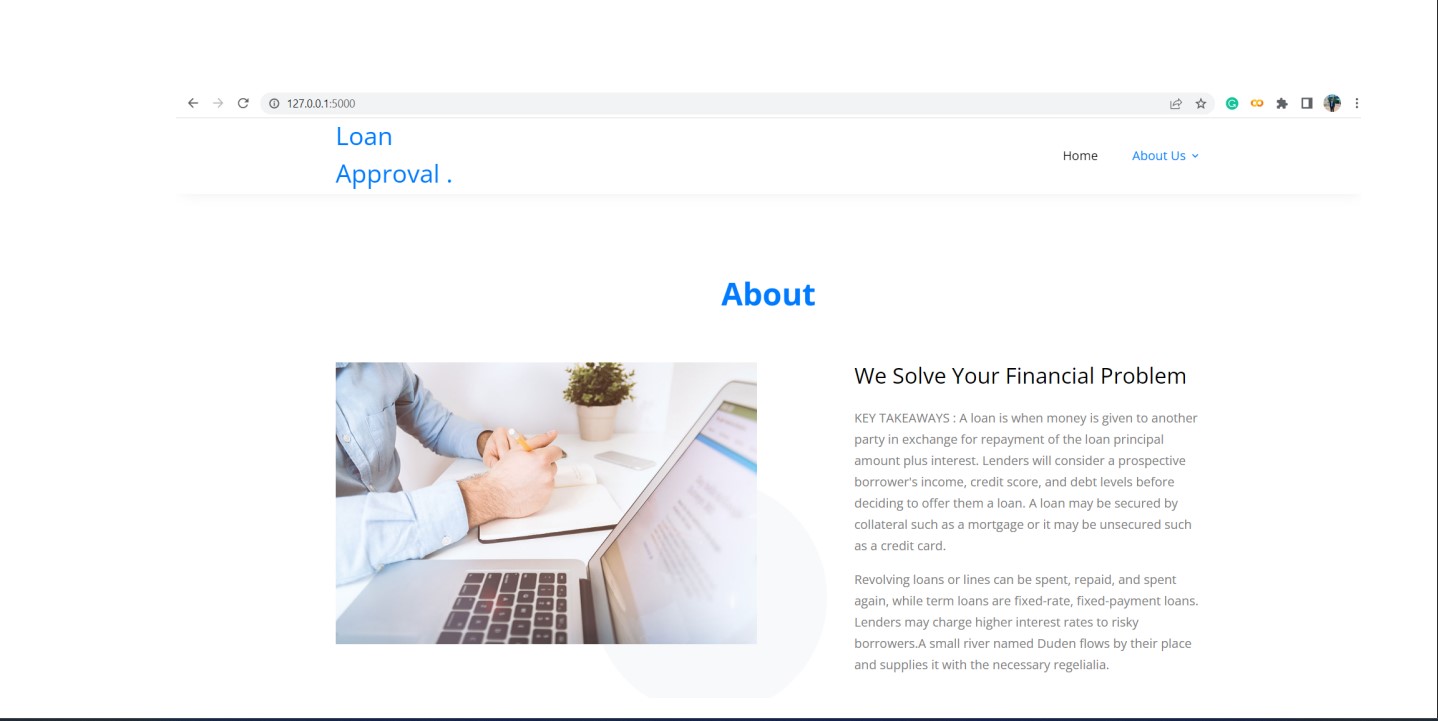 127.0.0.1:5000
Loan
Approval .
Home
About Us
About
We Solve Your Financial Problem
KEY TAKEAWAYS : A loan is when money is given to another
party in exchange for repayment of the loan principal
amount plus interest. Lenders will consider a prospective
borrower's income, credit score, and debt levels before
deciding to offer them a loan. A loan may be secured by
collateral such as a mortgage or it may be unsecured such
as a credit card.
Revolving loans or lines can be spent, repaid, and spent
again, while term loans are fixed-rate, fixed-payment loans.
Lenders may charge higher interest rates to risky
borrowers.A small river named Duden flows by their place
and supplies it with the necessary regelialia.